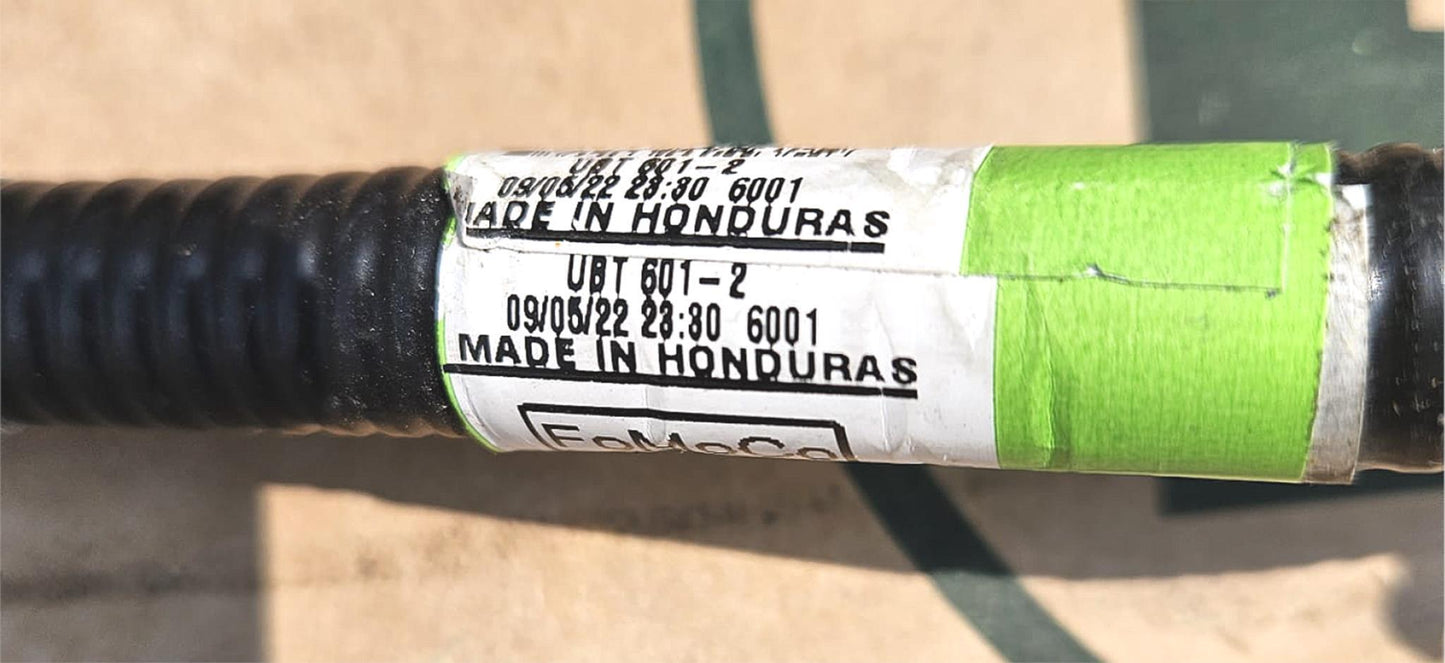 UBT 601-2
09/05/22 23:30 6001
MADE IN HONDURAS
UBT 601-2
09/05/22 23:30 6001
MADE IN HONDURAS
FoMoCo